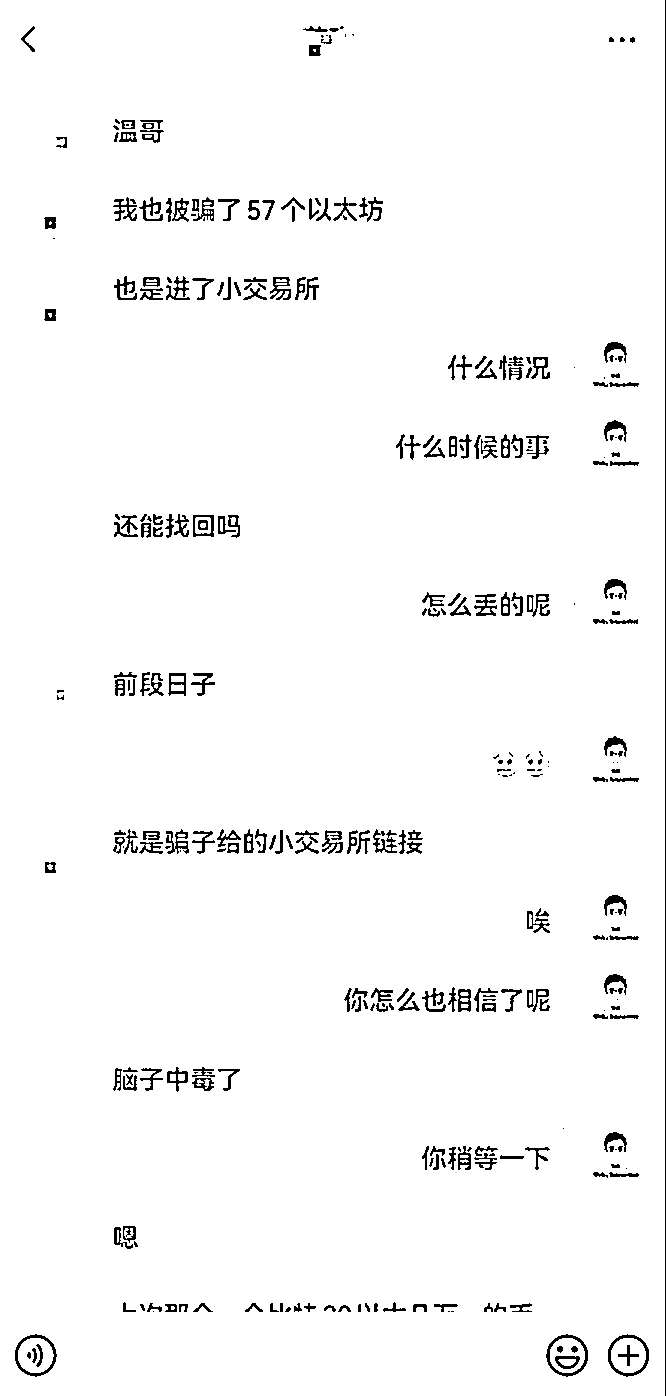 温哥
我也被骗了57个以太坊
也是进了小交易所
什么情况
什么时候的事
还能找回吗
怎么丢的呢
前段日子
就是骗子给的小交易所链接
唉
你怎么也相信了呢
脑子中毒了
你稍等一下
嗯